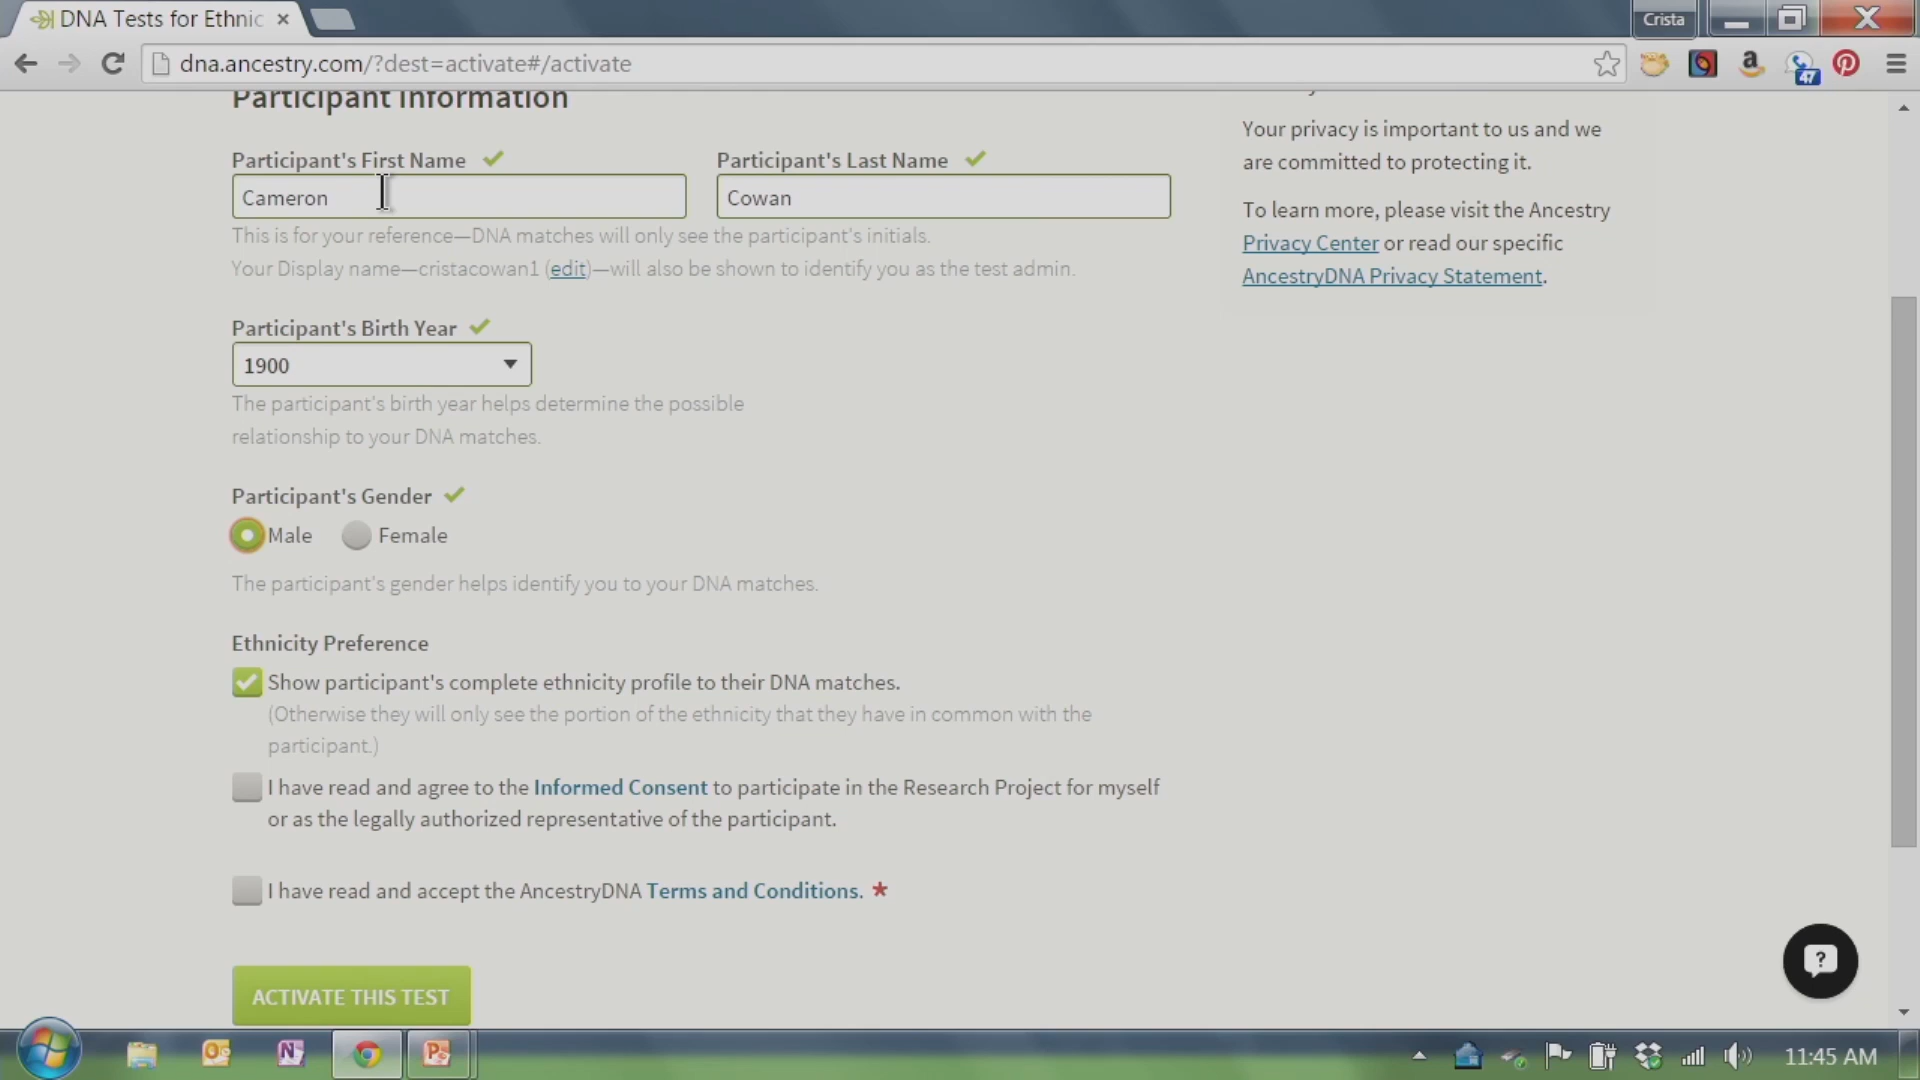 DNA Tests for Ethnic
Crista
dna.ancestry.com/?dest=activate#/activate
47
Participant Information
Participant's First Name
Participant's Last Name
Cameron
Cowan
This is for your reference—DNA matches will only see the participant's initials.
Your Display name—cristacowan1 (edit)—will also be shown to identify you as the test admin.
Participant's Birth Year
1900
The participant's birth year helps determine the possible
relationship to your DNA matches.
Participant's Gender
Male
Female
The participant's gender helps identify you to your DNA matches.
Ethnicity Preference
Show participant's complete ethnicity profile to their DNA matches.
(Otherwise they will only see the portion of the ethnicity that they have in common with the
participant.)
I have read and agree to the Informed Consent to participate in the Research Project for myself
or as the legally authorized representative of the participant.
I have read and accept the AncestryDNA Terms and Conditions. *
ACTIVATE THIS TEST
Your privacy is important to us and we
are committed to protecting it.
To learn more, please visit the Ancestry
Privacy Center or read our specific
AncestryDNA Privacy Statement.
?
11:45 AM